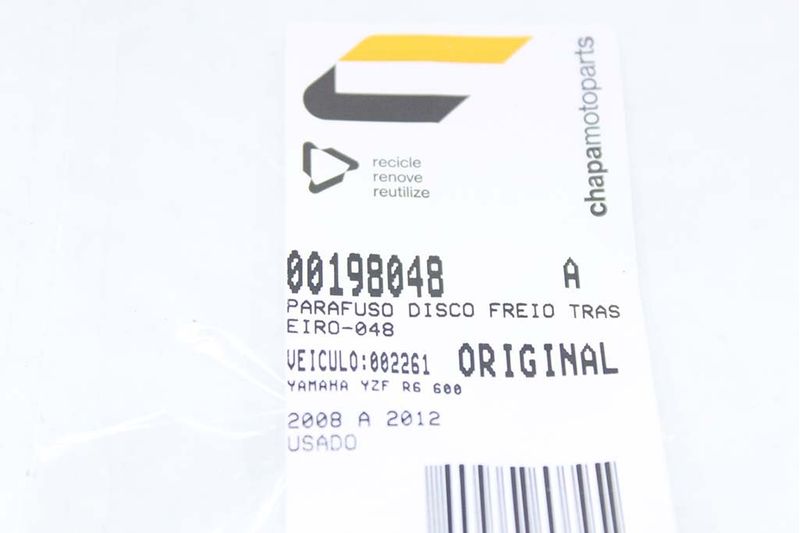 chapamotoparts
recicle
renove
reutilize
00198048 A
PARAFUSO DISCO FREIO TRAS
EIRO-048
VEICULO:002261 ORIGINAL
YAMAHA YZF R6 600
2008 A 2012
USADO